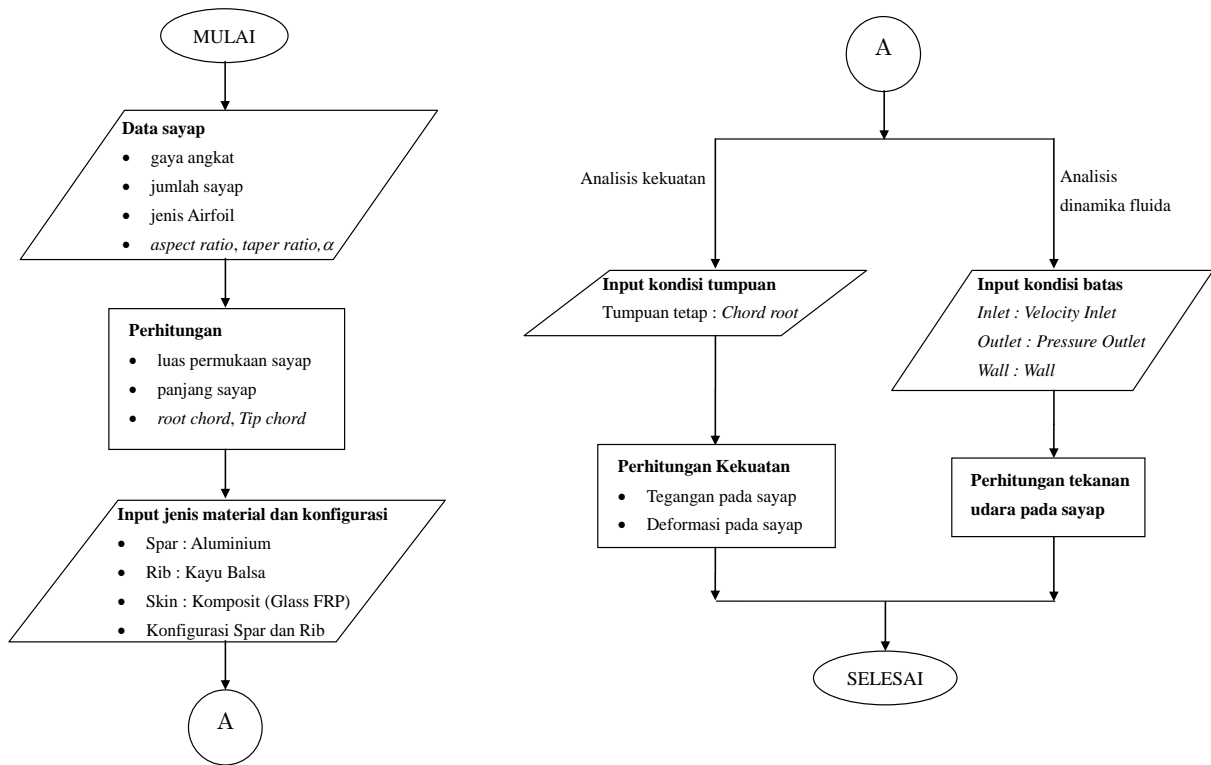 MULAI
Data sayap
• gaya angkat
• jumlah sayap
• jenis Airfoil
• aspect ratio, taper ratio, α
Perhitungan
• luas permukaan sayap
• panjang sayap
• root chord, Tip chord
Input jenis material dan konfigurasi
• Spar : Aluminium
• Rib : Kayu Balsa
• Skin : Komposit (Glass FRP)
• Konfigurasi Spar dan Rib
A
A
Analisis kekuatan
Input kondisi tumpuan
Tumpuan tetap : Chord root
Perhitungan Kekuatan
• Tegangan pada sayap
• Deformasi pada sayap
Analisis
dinamika fluida
Input kondisi batas
Inlet : Velocity Inlet
Outlet : Pressure Outlet
Wall : Wall
Perhitungan tekanan
udara pada sayap
SELESAI